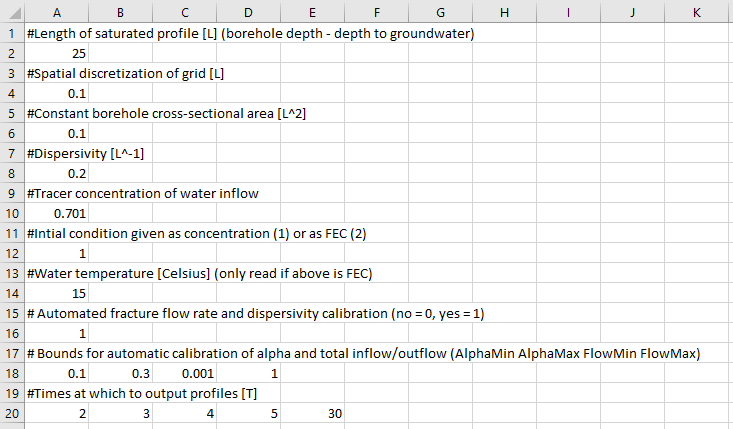 A B C D E F G H I J K
1 #Length of saturated profile [L] (borehole depth - depth to groundwater)
2 25
3 #Spatial discretization of grid [L]
4 0.1
5 #Constant borehole cross-sectional area [L^2]
6 0.1
7 #Dispersivity [L^-1]
8 0.2
9 #Tracer concentration of water inflow
10 0.701
11 #Intial condition given as concentration (1) or as FEC (2)
12 1
13 #Water temperature [Celsius] (only read if above is FEC)
14 15
15 # Automated fracture flow rate and dispersivity calibration (no = 0, yes = 1)
16 1
17 # Bounds for automatic calibration of alpha and total inflow/outflow (AlphaMin AlphaMax FlowMin FlowMax)
18 0.1 0.3 0.001 1
19 #Times at which to output profiles [T]
20 2 3 4 5 30